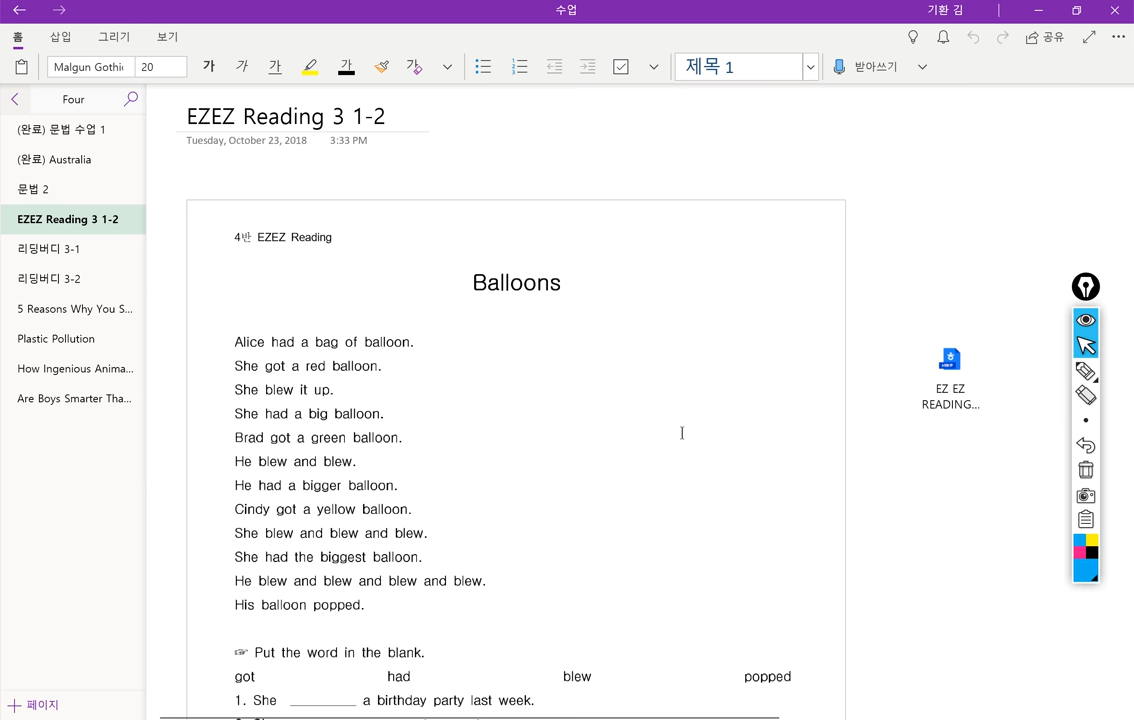 수업
기환 김
홈 삽입 그리기 보기
공유
Malgun Gothic 20 가 가 가 가 가 제목 1 받아쓰기
Four
(완료) 문법 수업 1
(완료) Australia
문법 2
EZEZ Reading 3 1-2
리딩버디 3-1
리딩버디 3-2
5 Reasons Why You S...
Plastic Pollution
How Ingenious Anima...
Are Boys Smarter Tha...
페이지
EZEZ Reading 3 1-2
Tuesday, October 23, 2018 3:33 PM
4반 EZEZ Reading
Balloons
Alice had a bag of balloon.
She got a red balloon.
She blew it up.
She had a big balloon.
Brad got a green balloon.
He blew and blew.
He had a bigger balloon.
Cindy got a yellow balloon.
She blew and blew and blew.
She had the biggest balloon.
He blew and blew and blew and blew.
His balloon popped.
☞ Put the word in the blank.
got had blew popped
1. She ________ a birthday party last week.
EZ EZ
READING...